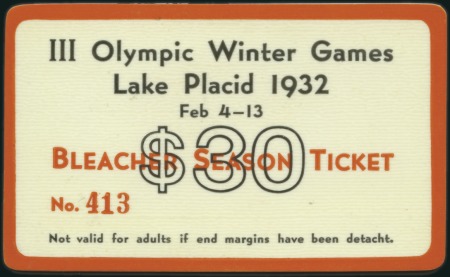 III Olympic Winter Games
Lake Placid 1932
Feb 4–13
$30
Bleacher Season Ticket
No. 413
Not valid for adults if end margins have been detacht.